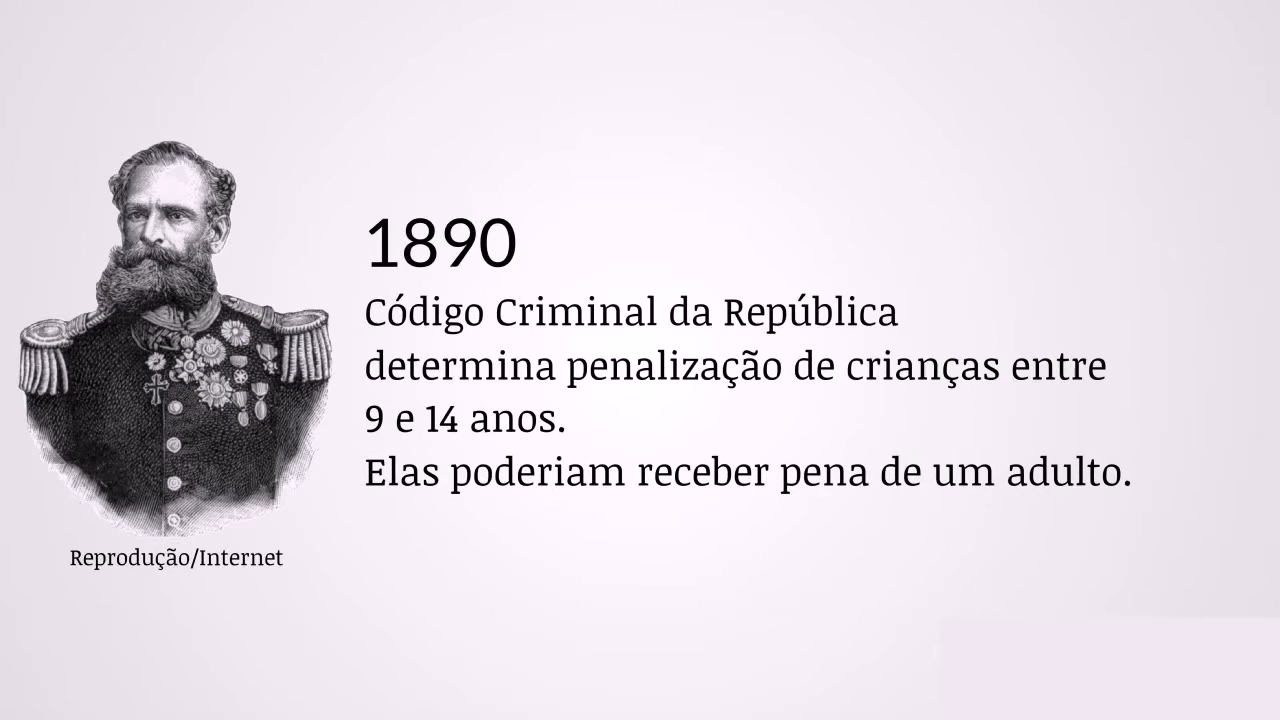 1890
Código Criminal da República
determina penalização de crianças entre
9 e 14 anos.
Elas poderiam receber pena de um adulto.
Reprodução/Internet